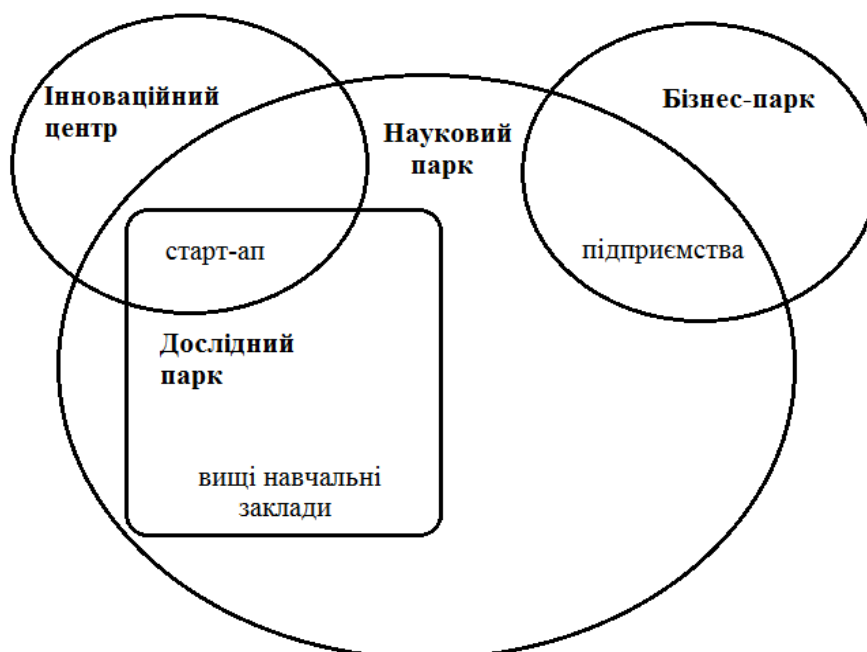 Інноваційний
центр
Науковий
парк
Бізнес-парк
старт-ап
підприємства
Дослідний
парк
вищі навчальні
заклади